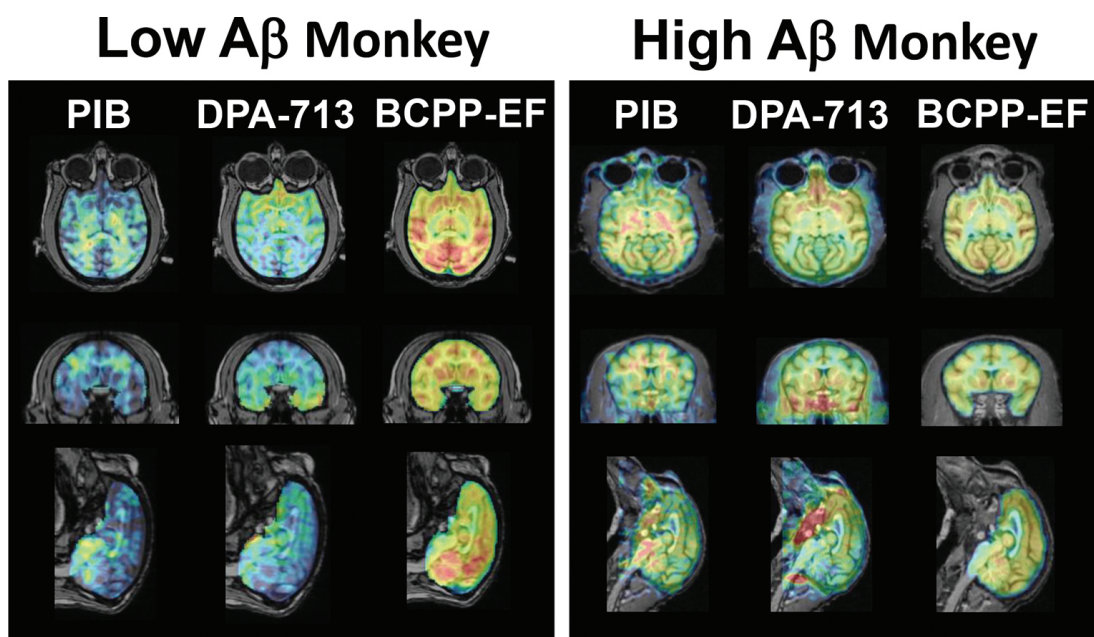 Low Aβ Monkey
High Aβ Monkey
PIB DPA-713 BCPP-EF
PIB DPA-713 BCPP-EF